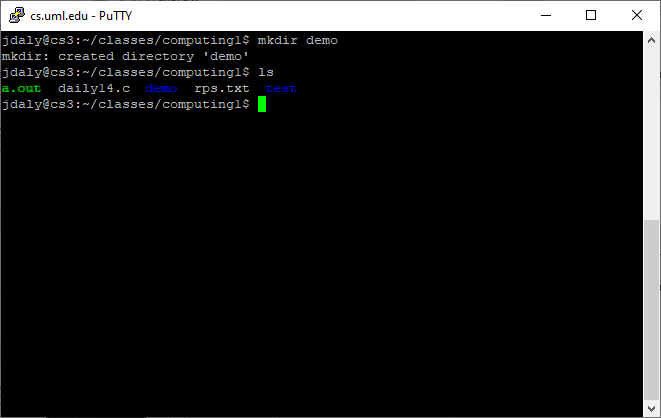 cs.uml.edu - PuTTY
jdaly@cs3:~/classes/computing1$ mkdir demo
mkdir: created directory 'demo'
jdaly@cs3:~/classes/computing1$ ls
a.out  daily14.c  demo  rps.txt  test
jdaly@cs3:~/classes/computing1$